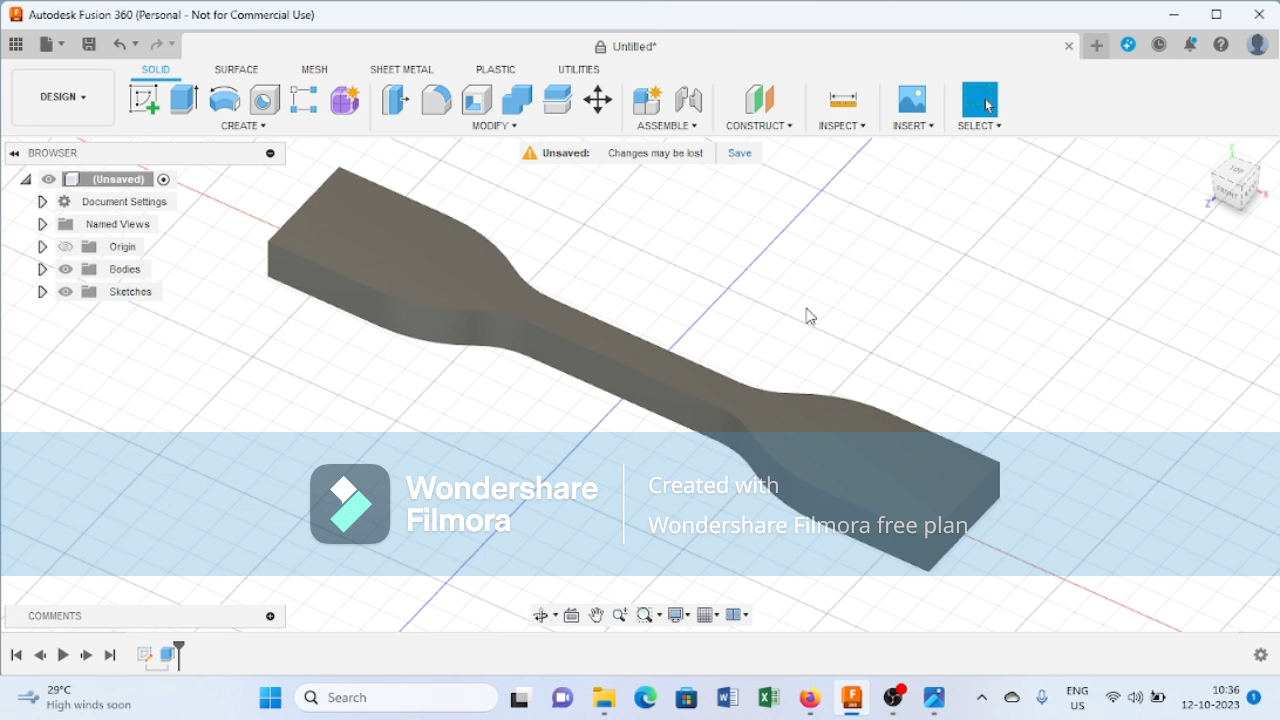 Autodesk Fusion 360 (Personal - Not for Commercial Use)
Untitled*
DESIGN
SOLID SURFACE MESH SHEET METAL PLASTIC UTILITIES
CREATE MODIFY ASSEMBLE CONSTRUCT INSPECT INSERT SELECT
BROWSER
Unsaved: Changes may be lost Save
(Unsaved)
Document Settings
Named Views
Origin
Bodies
Sketches
TOP
FRONT
Y
Z
X
Wondershare
Filmora
Created with
Wondershare Filmora free plan
COMMENTS
29°C
High winds soon
Search
ENG
US
10:36
12-10-2023
1